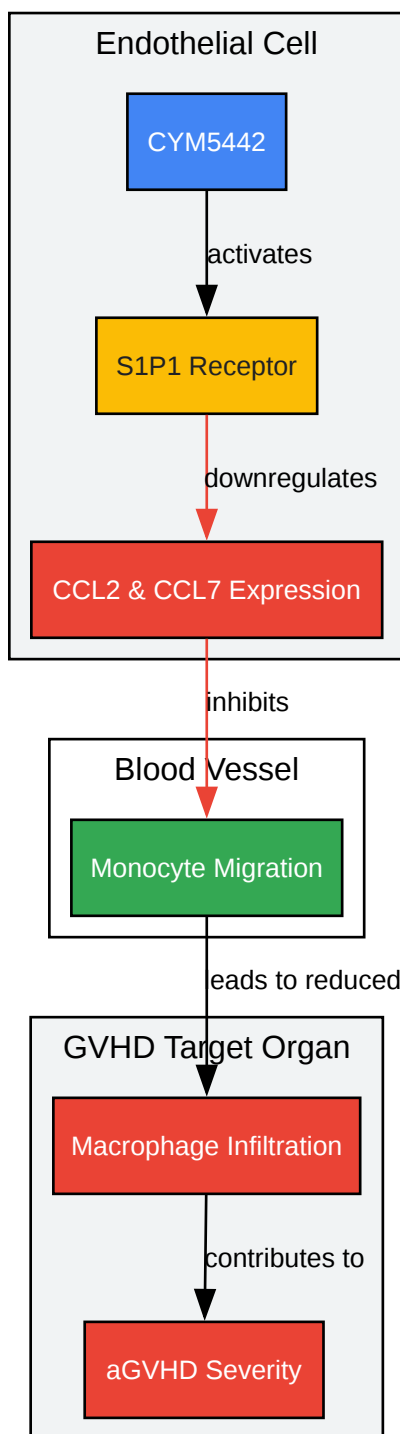 Endothelial Cell
CYM5442
activates
S1P1 Receptor
downregulates
CCL2 & CCL7 Expression
inhibits
Blood Vessel
Monocyte Migration
leads to reduced
GVHD Target Organ
Macrophage Infiltration
contributes to
aGVHD Severity